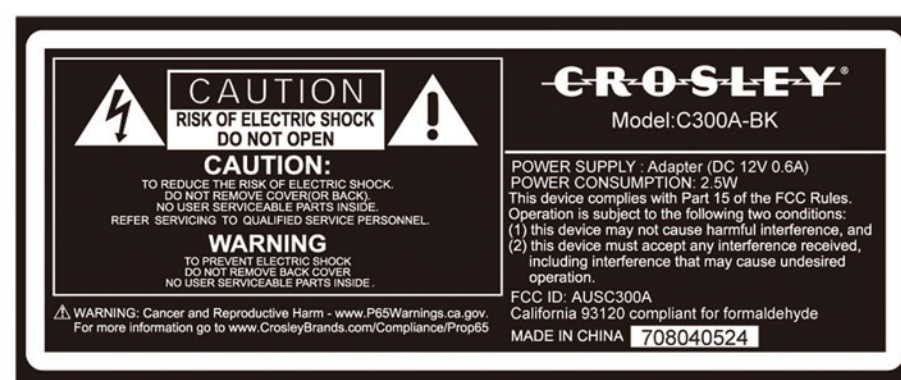 CAUTION
RISK OF ELECTRIC SHOCK
DO NOT OPEN
CAUTION:
TO REDUCE THE RISK OF ELECTRIC SHOCK.
DO NOT REMOVE COVER(OR BACK).
NO USER SERVICEABLE PARTS INSIDE.
REFER SERVICING TO QUALIFIED SERVICE PERSONNEL.
WARNING
TO PREVENT ELECTRIC SHOCK
DO NOT REMOVE BACK COVER
NO USER SERVICEABLE PARTS INSIDE.
⚠ WARNING: Cancer and Reproductive Harm - www.P65Warnings.ca.gov.
For more information go to www.CrosleyBrands.com/Compliance/Prop65
CROSLEY®
Model:C300A-BK
POWER SUPPLY : Adapter (DC 12V 0.6A)
POWER CONSUMPTION: 2.5W
This device complies with Part 15 of the FCC Rules.
Operation is subject to the following two conditions:
(1) this device may not cause harmful interference, and
(2) this device must accept any interference received,
including interference that may cause undesired
operation.
FCC ID: AUSC300A
California 93120 compliant for formaldehyde
MADE IN CHINA 708040524